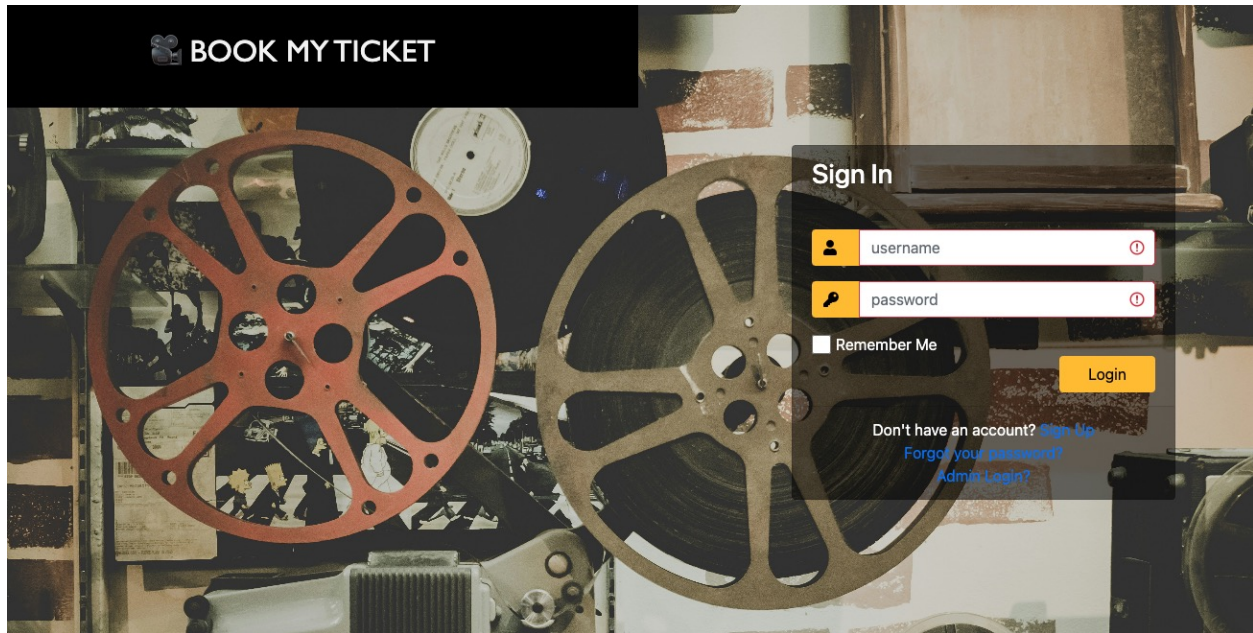 BOOK MY TICKET
Sign In
username
password
Remember Me
Login
Don't have an account? Sign Up
Forgot your password?
Admin Login?